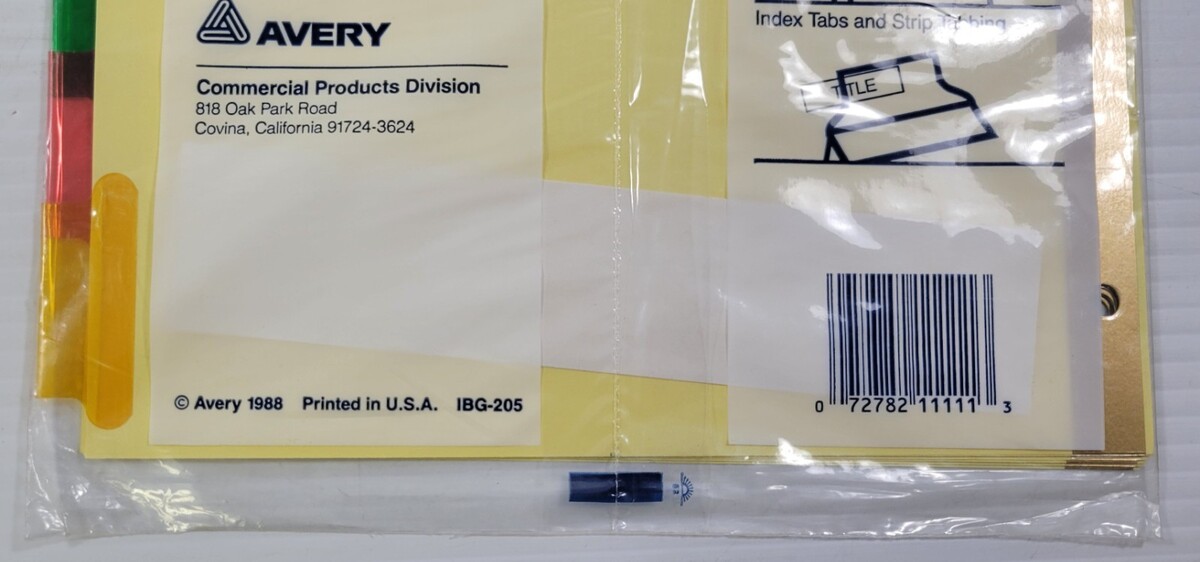 AVERY
Commercial Products Division
818 Oak Park Road
Covina, California 91724-3624
© Avery 1988 Printed in U.S.A. IBG-205
Index Tabs and Strip Tabbing
TITLE
0 72782 11111 3